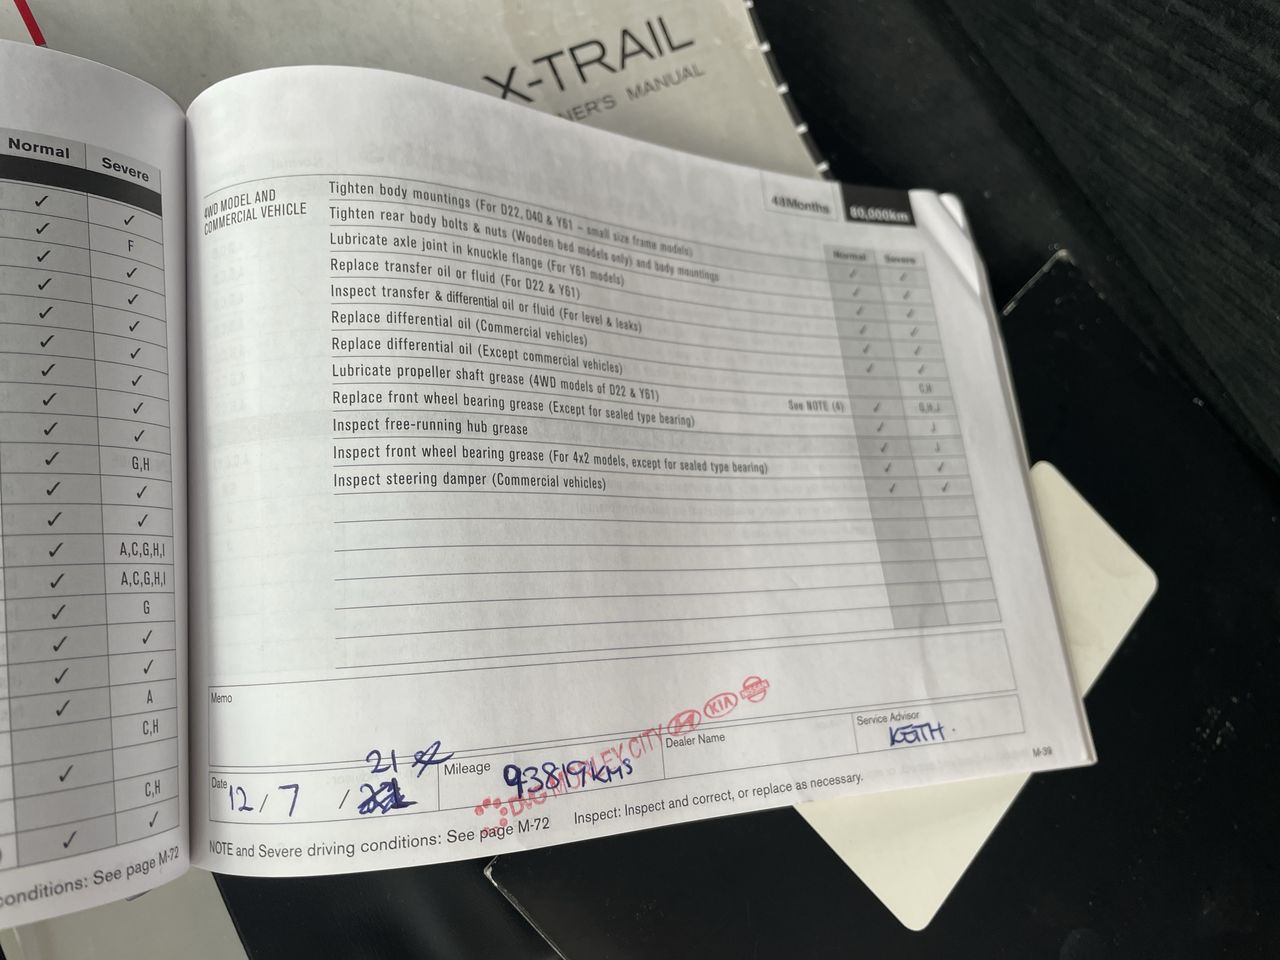 X-TRAIL
NER'S MANUAL
Normal Severe
✓ ✓
✓ F
✓ ✓
✓ ✓
✓ ✓
✓ ✓
✓ ✓
✓ ✓
✓ ✓
✓ G,H
✓ ✓
✓ ✓
✓ A,C,G,H,I
✓ A,C,G,H,I
✓ G
✓ ✓
✓ ✓
✓ A
C,H
✓
C,H
✓ ✓
conditions: See page M-72
48Months 80,000km
Normal Severe
4WD MODEL AND
COMMERCIAL VEHICLE
Tighten body mountings (For D22, D40 & Y61 – small size frame models) ✓ ✓
Tighten rear body bolts & nuts (Wooden bed models only) and body mountings ✓ ✓
Lubricate axle joint in knuckle flange (For Y61 models) ✓ ✓
Replace transfer oil or fluid (For D22 & Y61) ✓ ✓
Inspect transfer & differential oil or fluid (For level & leaks) ✓ ✓
Replace differential oil (Commercial vehicles) ✓ ✓
Replace differential oil (Except commercial vehicles) G,H
Lubricate propeller shaft grease (4WD models of D22 & Y61) See NOTE (4) ✓ G,H,J
Replace front wheel bearing grease (Except for sealed type bearing) ✓ J
Inspect free-running hub grease ✓ J
Inspect front wheel bearing grease (For 4x2 models, except for sealed type bearing) ✓ ✓
Inspect steering damper (Commercial vehicles) ✓ ✓
Memo
Date 12/7/ 21
Mileage 93819KMS
DVG MORLEY CITY KIA NISSAN
Dealer Name
Service Advisor
KEITH.
M-39
NOTE and Severe driving conditions: See page M-72 Inspect: Inspect and correct, or replace as necessary.